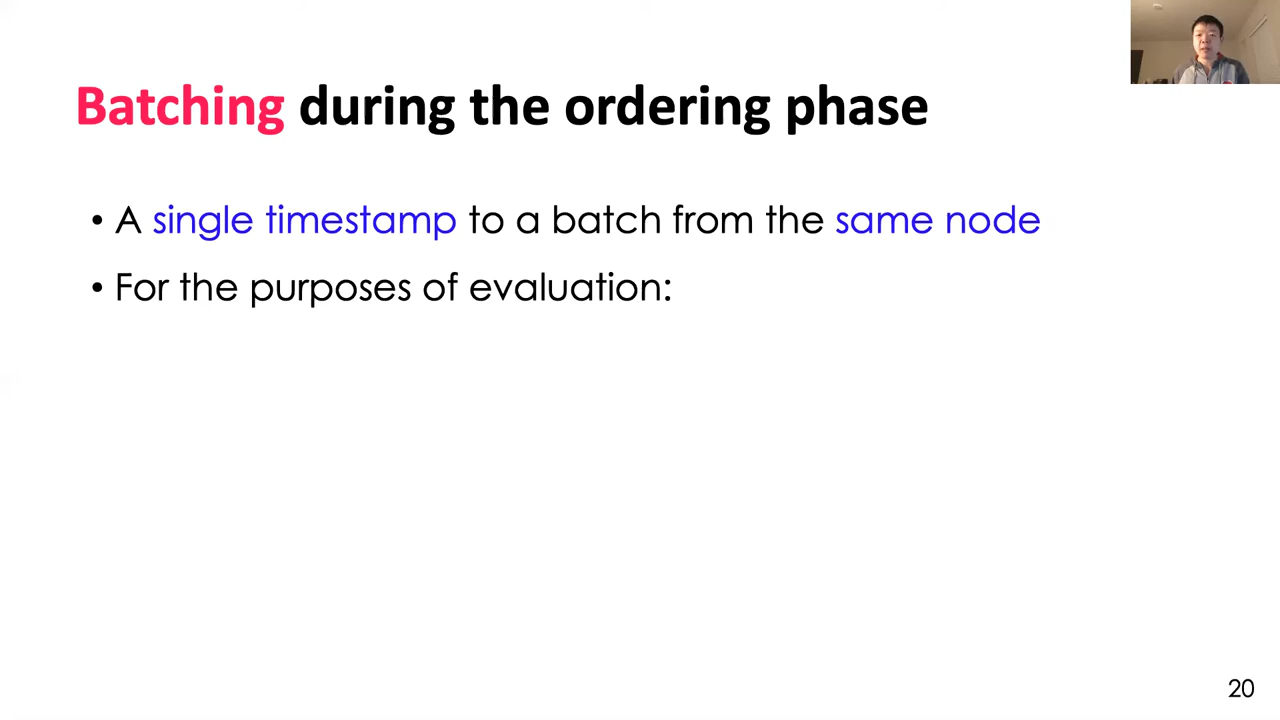 Batching during the ordering phase
• A single timestamp to a batch from the same node
• For the purposes of evaluation:
20